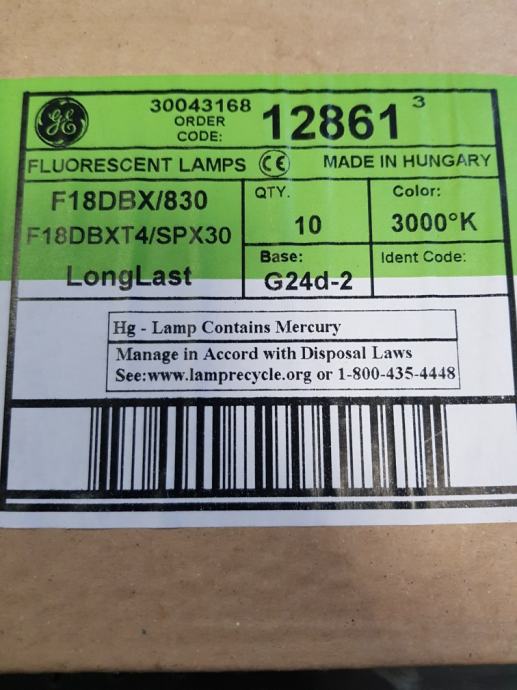 GE
30043168
ORDER
CODE:
12861 3
FLUORESCENT LAMPS CE MADE IN HUNGARY
F18DBX/830
F18DBXT4/SPX30
LongLast
QTY.
10
Color:
3000°K
Base:
G24d-2
Ident Code:
Hg - Lamp Contains Mercury
Manage in Accord with Disposal Laws
See:www.lamprecycle.org or 1-800-435-4448